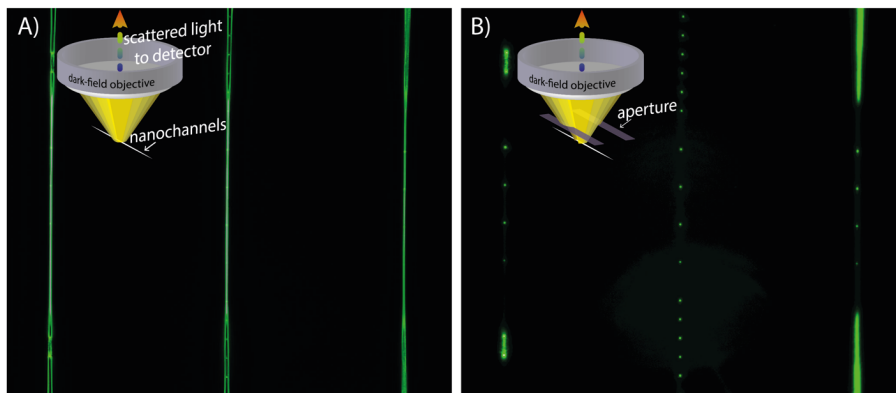 A)
scattered light
to detector
dark-field objective
nanochannels
B)
dark-field objective
aperture